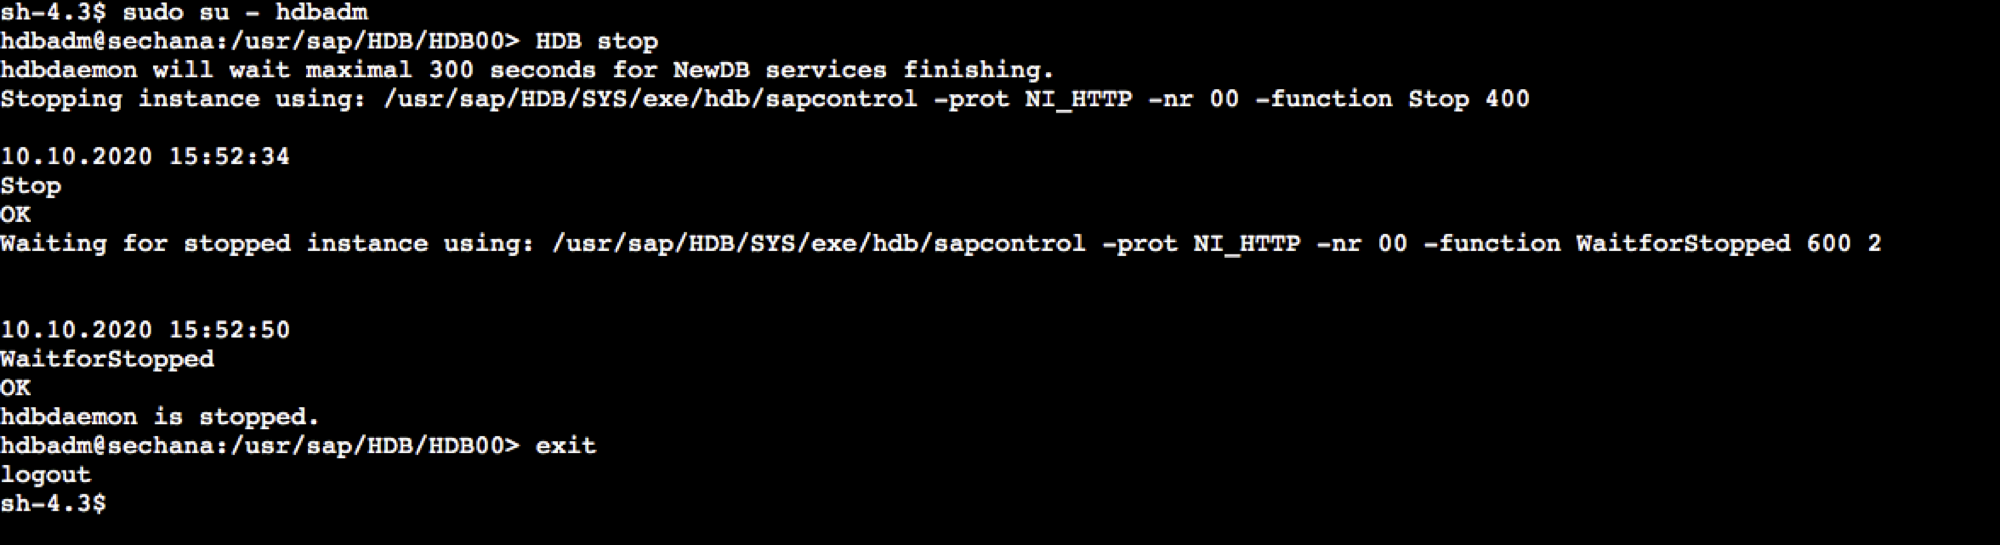 sh-4.3$ sudo su - hdbadm
hdbadm@sechana:/usr/sap/HDB/HDB00> HDB stop
hdbdaemon will wait maximal 300 seconds for NewDB services finishing.
Stopping instance using: /usr/sap/HDB/SYS/exe/hdb/sapcontrol -prot NI_HTTP -nr 00 -function Stop 400
10.10.2020 15:52:34
Stop
OK
Waiting for stopped instance using: /usr/sap/HDB/SYS/exe/hdb/sapcontrol -prot NI_HTTP -nr 00 -function WaitforStopped 600 2
10.10.2020 15:52:50
WaitforStopped
OK
hdbdaemon is stopped.
hdbadm@sechana:/usr/sap/HDB/HDB00> exit
logout
sh-4.3$